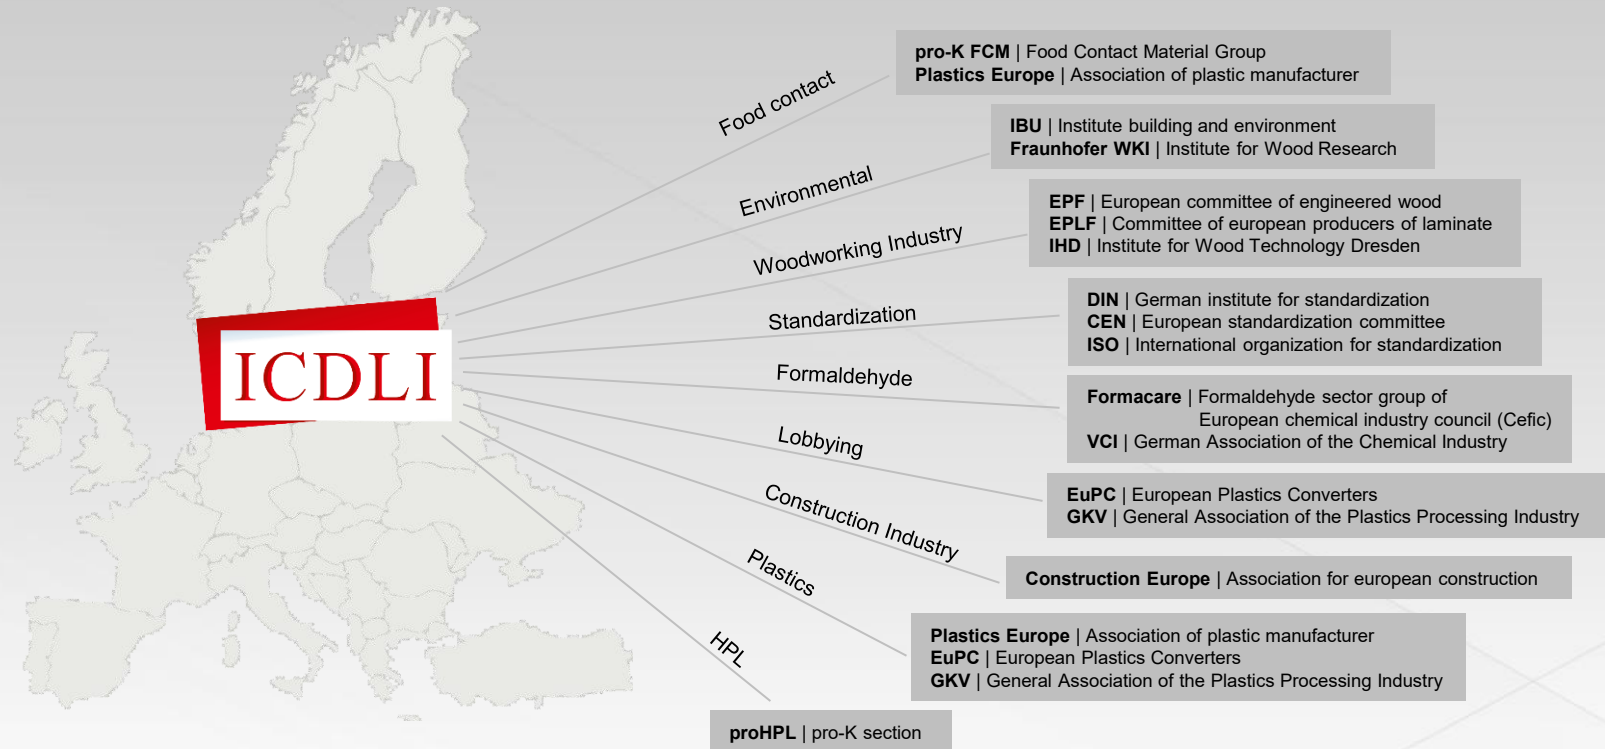 ICDLI
Food contact
pro-K FCM | Food Contact Material Group
Plastics Europe | Association of plastic manufacturer
Environmental
IBU | Institute building and environment
Fraunhofer WKI | Institute for Wood Research
Woodworking Industry
EPF | European committee of engineered wood
EPLF | Committee of european producers of laminate
IHD | Institute for Wood Technology Dresden
Standardization
DIN | German institute for standardization
CEN | European standardization committee
ISO | International organization for standardization
Formaldehyde
Formacare | Formaldehyde sector group of
European chemical industry council (Cefic)
VCI | German Association of the Chemical Industry
Lobbying
EuPC | European Plastics Converters
GKV | General Association of the Plastics Processing Industry
Construction Industry
Construction Europe | Association for european construction
Plastics
Plastics Europe | Association of plastic manufacturer
EuPC | European Plastics Converters
GKV | General Association of the Plastics Processing Industry
HPL
proHPL | pro-K section